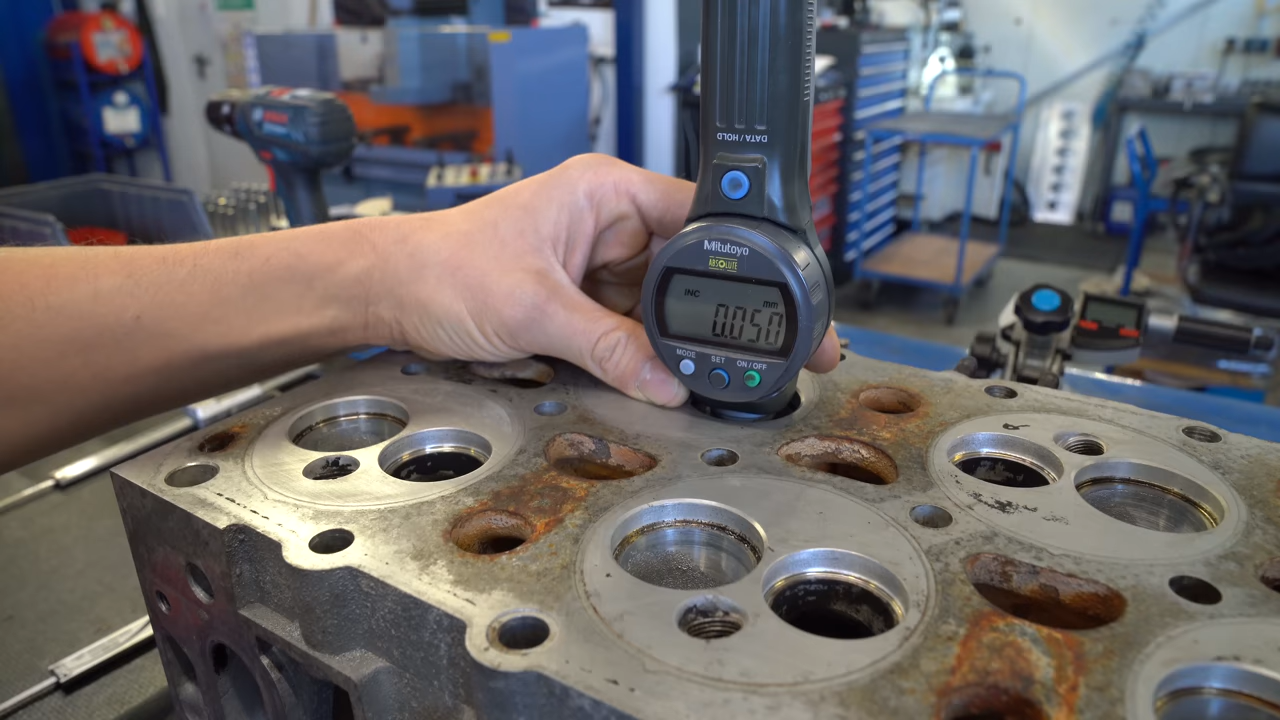 DATA / HOLD
Mitutoyo
ABSOLUTE
INC
mm
0.050
MODE
SET
ON / OFF